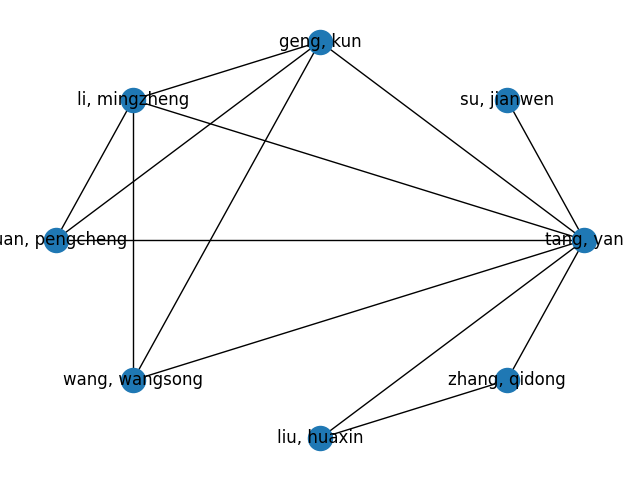 geng, kun
li, mingzheng
su, jianwen
uan, pengcheng
tang, yan
wang, wangsong
zhang, qidong
liu, huaxin